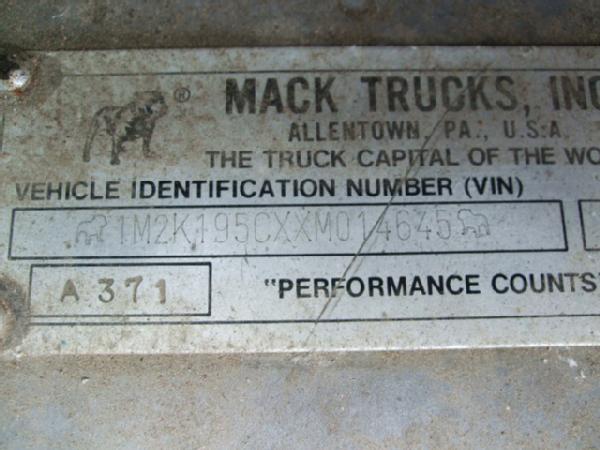 ® MACK TRUCKS, INC
ALLENTOWN, PA., U.S.A.
THE TRUCK CAPITAL OF THE WO
VEHICLE IDENTIFICATION NUMBER (VIN)
1M2K195CXXM014645
A 371
"PERFORMANCE COUNTS"